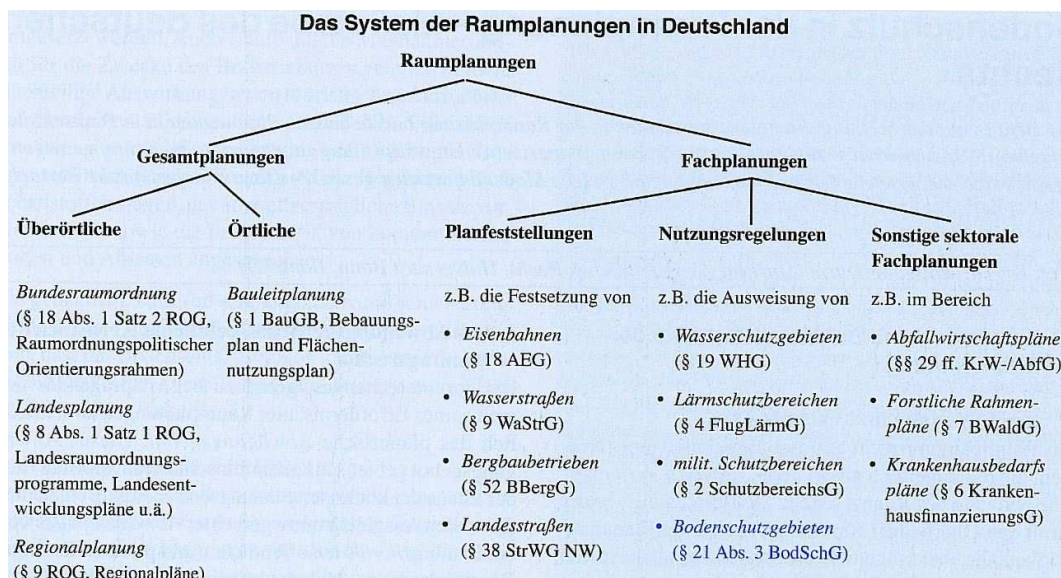 Das System der Raumplanungen in Deutschland
Raumplanungen
Gesamtplanungen
Fachplanungen
Überörtliche
Örtliche
Planfeststellungen
Nutzungsregelungen
Sonstige sektorale
Fachplanungen
Bundesraumordnung
(§ 18 Abs. 1 Satz 2 ROG,
Raumordnungspolitischer
Orientierungsrahmen)
Landesplanung
(§ 8 Abs. 1 Satz 1 ROG,
Landesraumordnungs-
programme, Landesent-
wicklungspläne u.ä.)
Regionalplanung
(§ 9 ROG, Regionalpläne)
Bauleitplanung
(§ 1 BauGB, Bebauungs-
plan und Flächen-
nutzungsplan)
z.B. die Festsetzung von
• Eisenbahnen
(§ 18 AEG)
• Wasserstraßen
(§ 9 WaStrG)
• Bergbaubetrieben
(§ 52 BBergG)
• Landesstraßen
(§ 38 StrWG NW)
z.B. die Ausweisung von
• Wasserschutzgebieten
(§ 19 WHG)
• Lärmschutzbereichen
(§ 4 FlugLärmG)
• milit. Schutzbereichen
(§ 2 SchutzbereichsG)
• Bodenschutzgebieten
(§ 21 Abs. 3 BodSchG)
z.B. im Bereich
• Abfallwirtschaftspläne
(§§ 29 ff. KrW-/AbfG)
• Forstliche Rahmen-
pläne (§ 7 BWaldG)
• Krankenhausbedarfs
pläne (§ 6 Kranken-
hausfinanzierungsG)